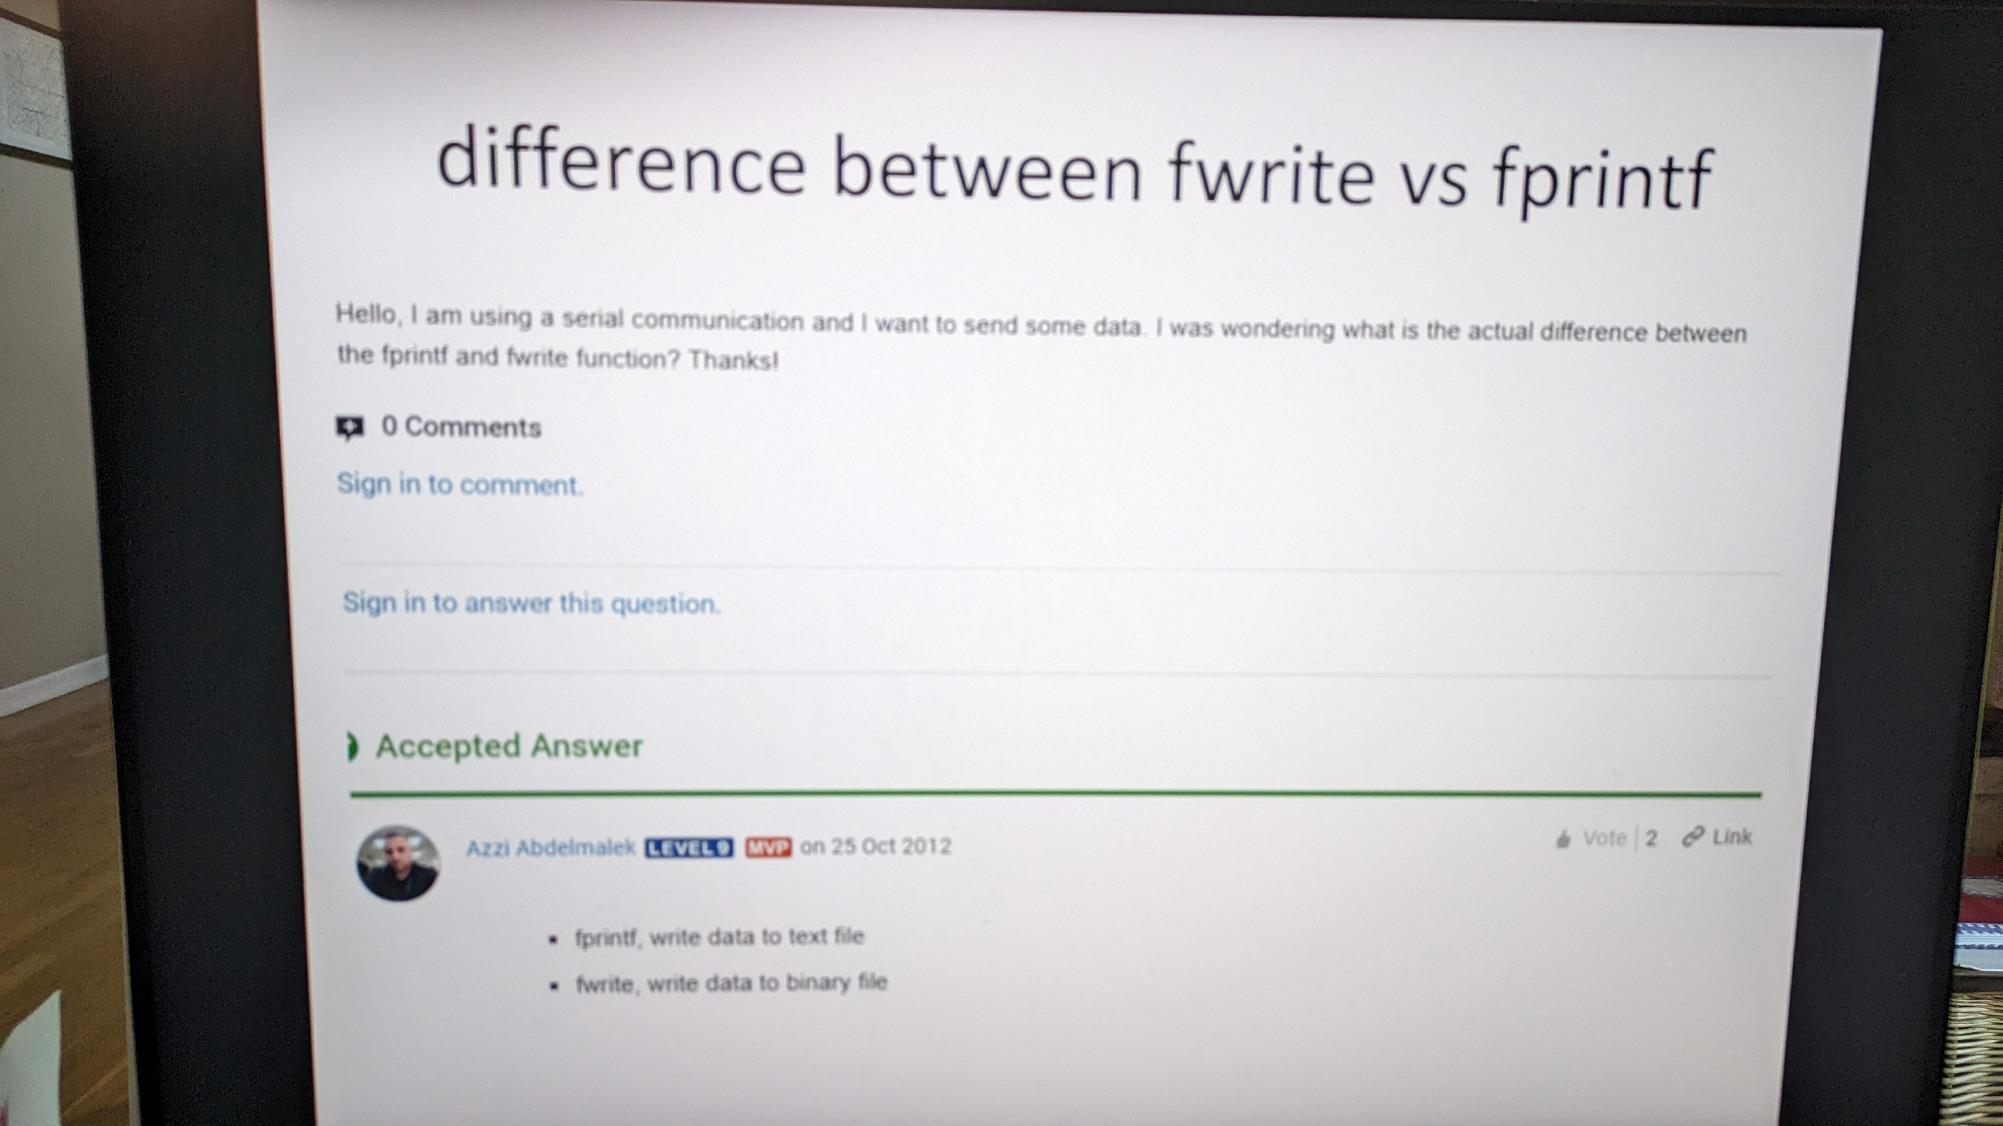 difference between fwrite vs fprintf
Hello, I am using a serial communication and I want to send some data. I was wondering what is the actual difference between
the fprintf and fwrite function? Thanks!
0 Comments
Sign in to comment.
Sign in to answer this question.
Accepted Answer
Azzi Abdelmalek LEVEL 9 MVP on 25 Oct 2012 Vote 2 Link
▪ fprintf, write data to text file
▪ fwrite, write data to binary file